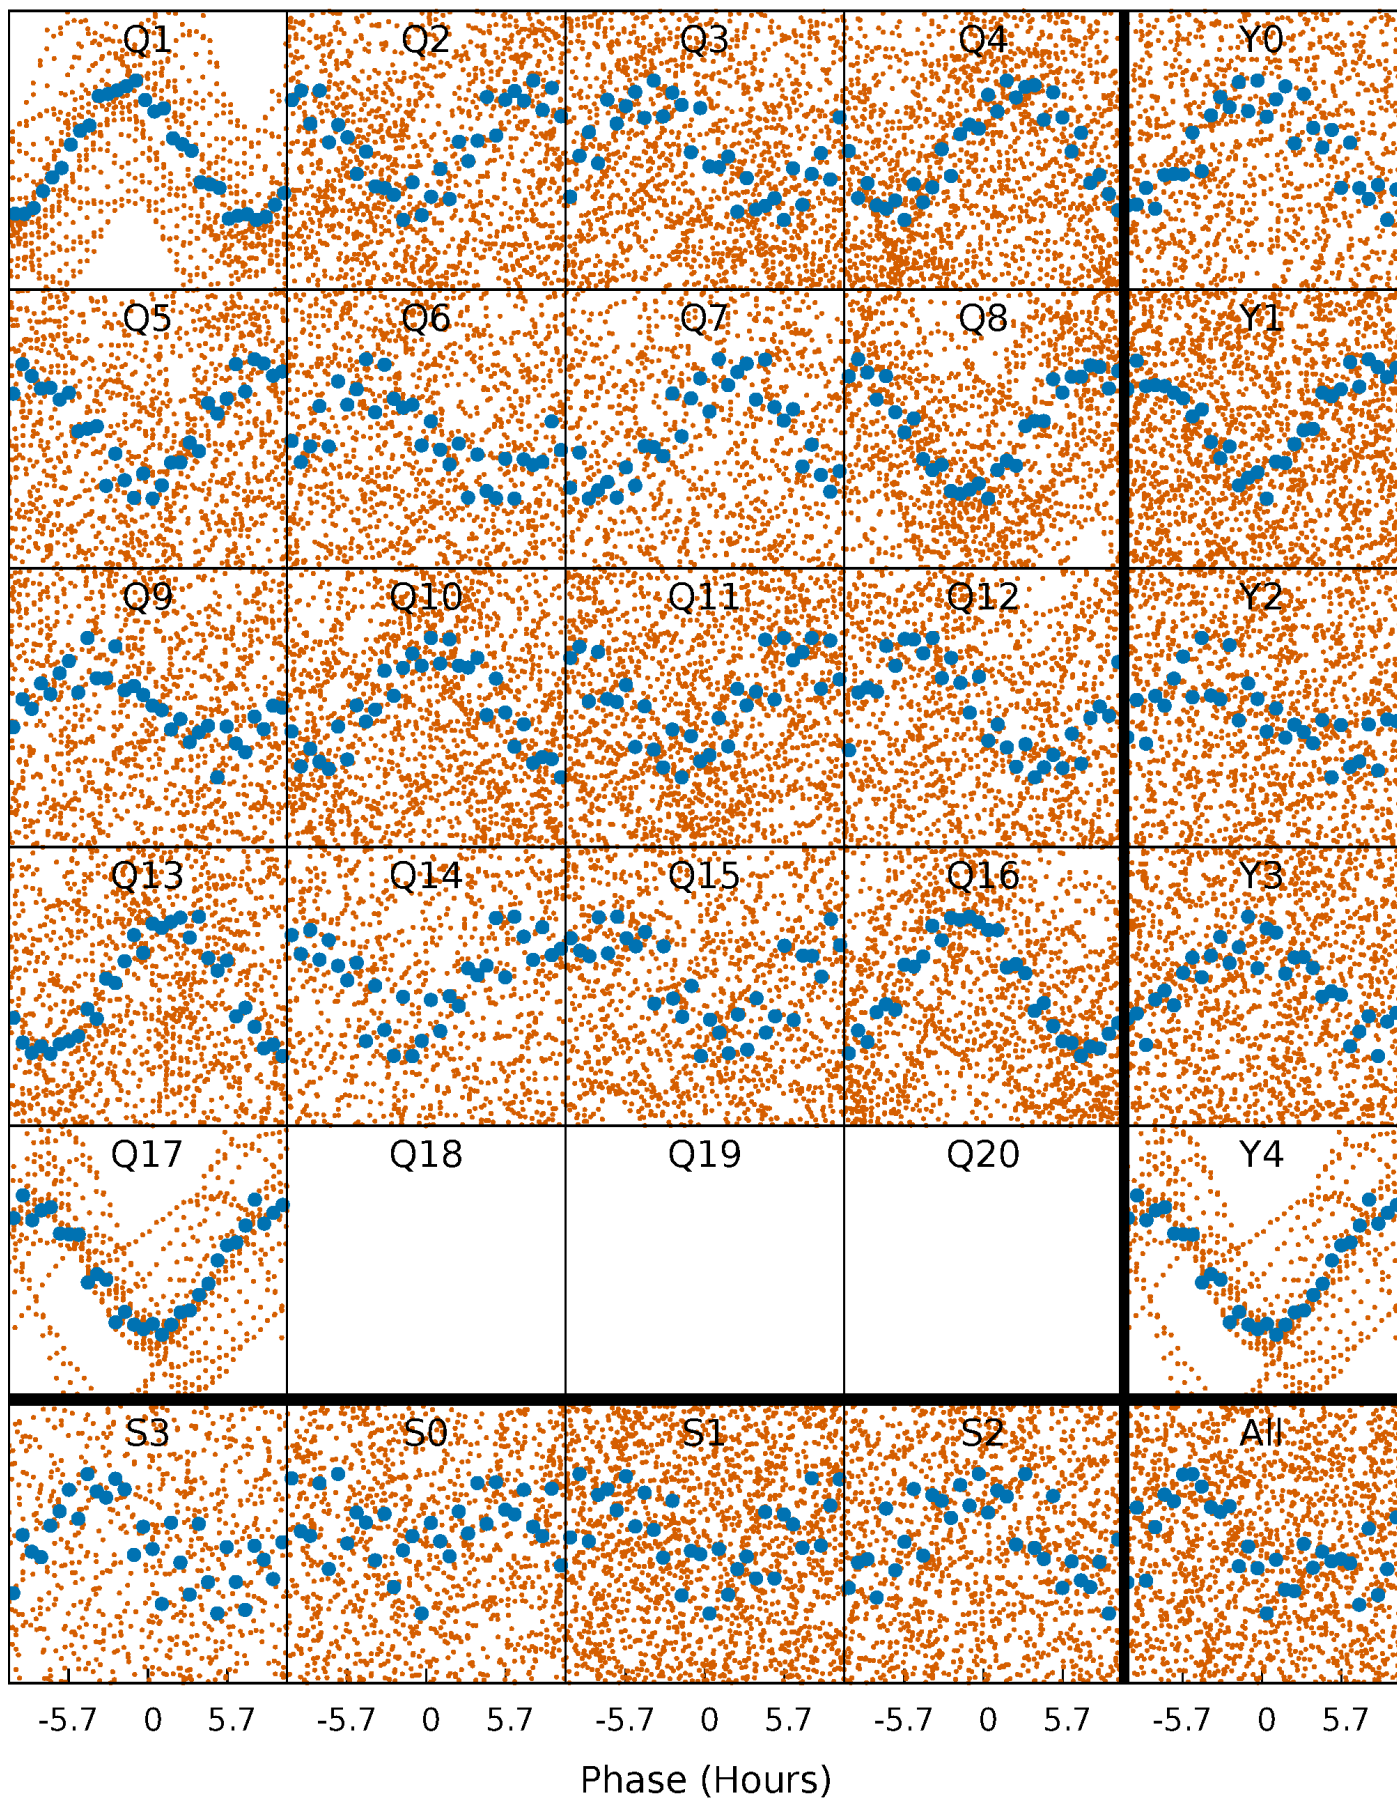 Q1 Q2 Q3 Q4 Y0
Q5 Q6 Q7 Q8 Y1
Q9 Q10 Q11 Q12 Y2
Q13 Q14 Q15 Q16 Y3
Q17 Q18 Q19 Q20 Y4
S3 S0 S1 S2 All
-5.7 0 5.7 -5.7 0 5.7 -5.7 0 5.7 -5.7 0 5.7 -5.7 0 5.7
Phase (Hours)